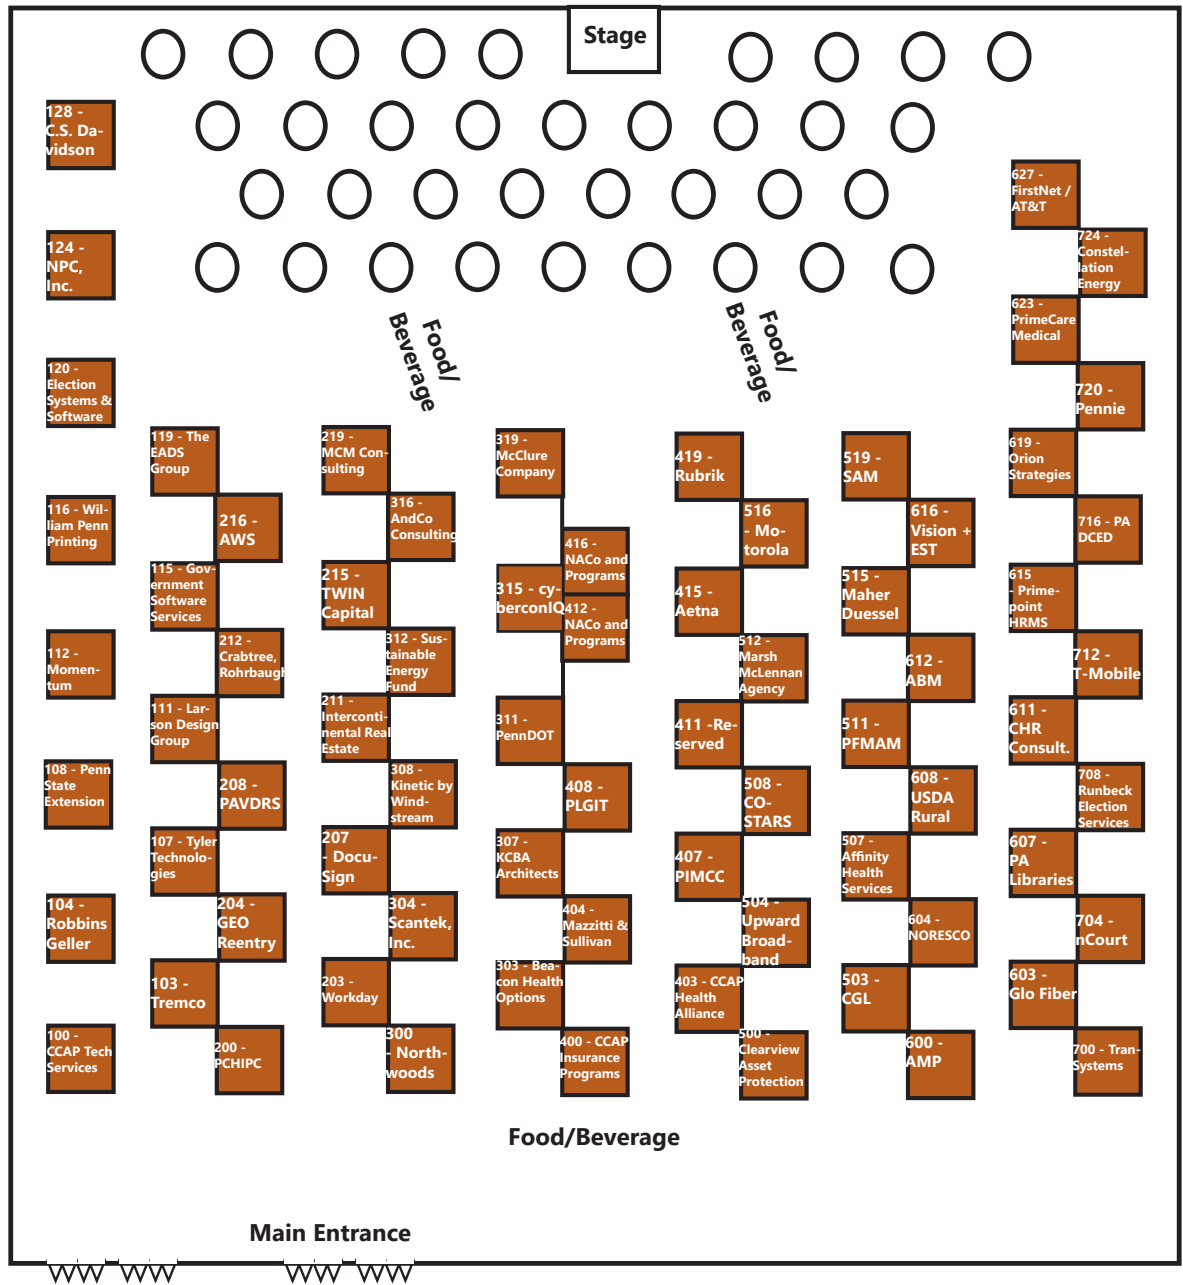 Stage
128 -
C.S. Da-
vidson
124 -
NPC,
Inc.
120 -
Election
Systems &
Software
116 - Wil-
liam Penn
Printing
112 -
Momen-
tum
108 - Penn
State
Extension
104 -
Robbins
Geller
100 -
CCAP Tech
Services
Food/
Beverage
Food/
Beverage
119 - The
EADS
Group
115 - Gov-
ernment
Software
Services
111 - Lar-
son Design
Group
107 - Tyler
Technolo-
gies
103 -
Tremco
216 -
AWS
212 -
Crabtree,
Rohrbaugh
208 -
PAVDRS
204 -
GEO
Reentry
200 -
PCHIPC
219 -
MCM Con-
sulting
215 -
TWIN
Capital
211 -
Interconti-
nental Real
Estate
207
- Docu-
Sign
203 -
Workday
316 -
AndCo
Consulting
312 - Sus-
tainable
Energy
Fund
308 -
Kinetic by
Wind-
stream
304 -
Scantek,
Inc.
300
- North-
woods
319 -
McClure
Company
315 - cy-
berconIQ
311 -
PennDOT
307 -
KCBA
Architects
303 - Bea-
con Health
Options
416 -
NACo and
Programs
412 -
NACo and
Programs
408 -
PLGIT
404 -
Mazzitti &
Sullivan
400 - CCAP
Insurance
Programs
419 -
Rubrik
415 -
Aetna
411 -Re-
served
407 -
PIMCC
403 - CCAP
Health
Alliance
516
- Mo-
torola
512 -
Marsh
McLennan
Agency
508 -
CO-
STARS
504 -
Upward
Broad-
band
500 -
Clearview
Asset
Protection
519 -
SAM
515 -
Maher
Duessel
511 -
PFMAM
507 -
Affinity
Health
Services
503 -
CGL
616 -
Vision +
EST
612 -
ABM
608 -
USDA
Rural
604 -
NORESCO
600 -
AMP
627 -
FirstNet /
AT&T
623 -
PrimeCare
Medical
619 -
Orion
Strategies
615
- Prime-
point
HRMS
611 -
CHR
Consult.
607 -
PA
Libraries
603 -
Glo Fiber
724 -
Constel-
lation
Energy
720 -
Pennie
716 - PA
DCED
712 -
T-Mobile
708 -
Runbeck
Election
Services
704 -
nCourt
700 - Tran-
Systems
Food/Beverage
Main Entrance